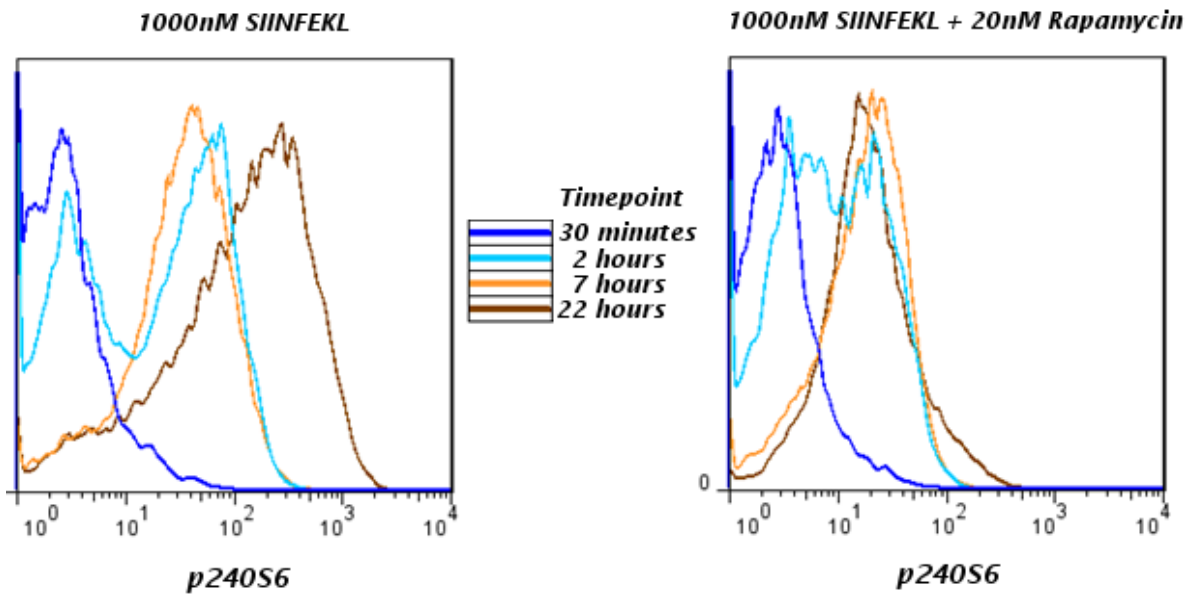 1000nM SIINFEKL
1000nM SIINFEKL + 20nM Rapamycin
Timepoint
30 minutes
2 hours
7 hours
22 hours
0
10^0 10^1 10^2 10^3 10^4
10^0 10^1 10^2 10^3 10^4
p240S6
p240S6